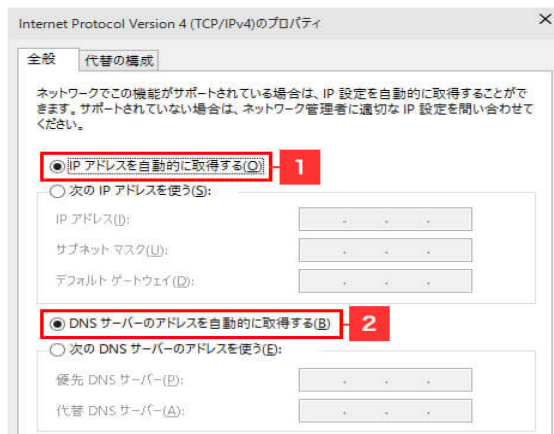 Internet Protocol Version 4 (TCP/IPv4)のプロパティ
全般
代替の構成
ネットワークでこの機能がサポートされている場合は、IP 設定を自動的に取得することがで
きます。サポートされていない場合は、ネットワーク管理者に適切な IP 設定を問い合わせて
ください。
IP アドレスを自動的に取得する(O)
1
次の IP アドレスを使う(S):
IP アドレス(I):
サブネット マスク(U):
デフォルト ゲートウェイ(D):
DNS サーバーのアドレスを自動的に取得する(B)
2
次の DNS サーバーのアドレスを使う(E):
優先 DNS サーバー(P):
代替 DNS サーバー(A):